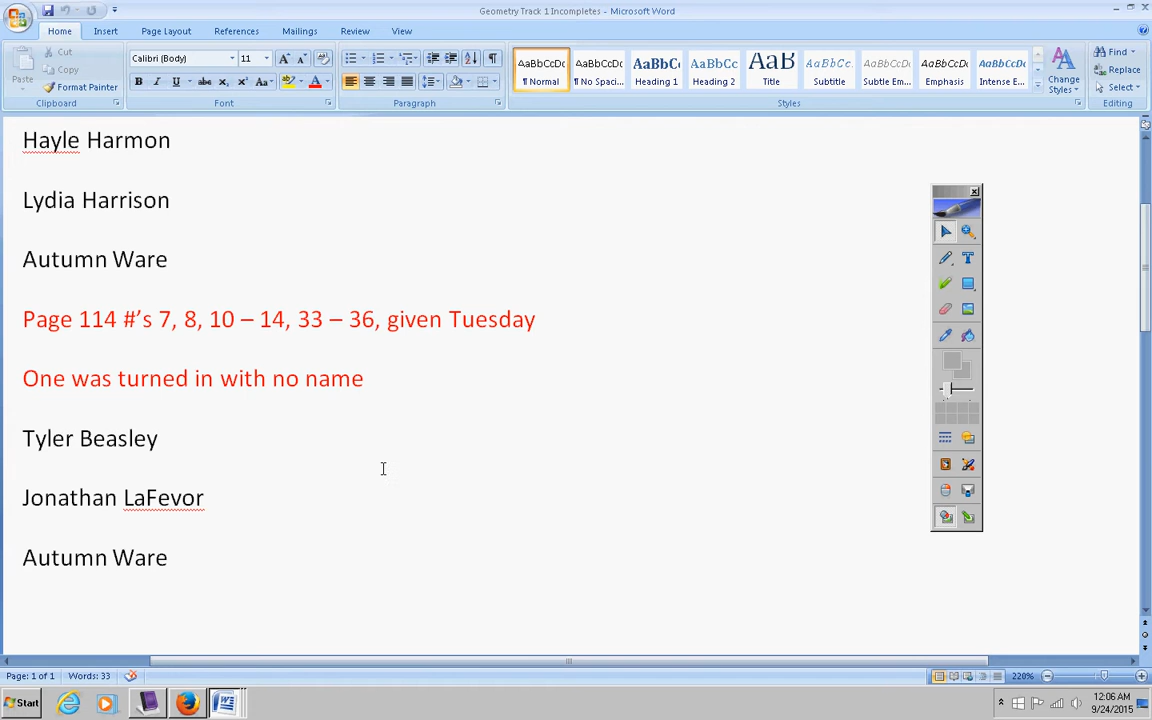 Geometry Track 1 Incompletes - Microsoft Word
Home Insert Page Layout References Mailings Review View
Paste
Cut
Copy
Format Painter
Clipboard
Calibri (Body) 11
Font
Paragraph
AaBbCcDc AaBbCcDc AaBbC AaBbCc AaB AaBbCc. AaBbCcDc AaBbCcDc AaBbCcDc
¶ Normal ¶ No Spaci... Heading 1 Heading 2 Title Subtitle Subtle Em... Emphasis Intense E...
Change Styles
Styles
Find
Replace
Select
Editing
Hayle Harmon
Lydia Harrison
Autumn Ware
Page 114 #’s 7, 8, 10 – 14, 33 – 36, given Tuesday
One was turned in with no name
Tyler Beasley
Jonathan LaFevor
Autumn Ware
Page: 1 of 1 Words: 33 220%
Start 12:06 AM
9/24/2015